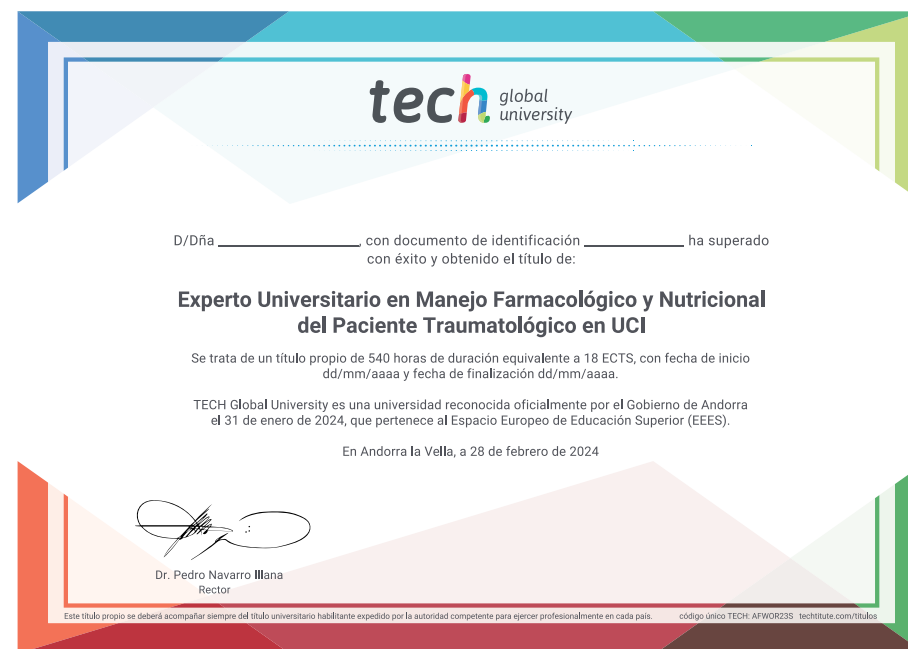 tech global university
D/Dña ____________, con documento de identificación ____________ ha superado
con éxito y obtenido el título de:
Experto Universitario en Manejo Farmacológico y Nutricional
del Paciente Traumatológico en UCI
Se trata de un título propio de 540 horas de duración equivalente a 18 ECTS, con fecha de inicio
dd/mm/aaaa y fecha de finalización dd/mm/aaaa.
TECH Global University es una universidad reconocida oficialmente por el Gobierno de Andorra
el 31 de enero de 2024, que pertenece al Espacio Europeo de Educación Superior (EEES).
En Andorra la Vella, a 28 de febrero de 2024
Dr. Pedro Navarro Illana
Rector
Este título propio se deberá acompañar siempre del título universitario habilitante expedido por la autoridad competente para ejercer profesionalmente en cada país. código único TECH: AFWOR23S techtitute.com/titulos